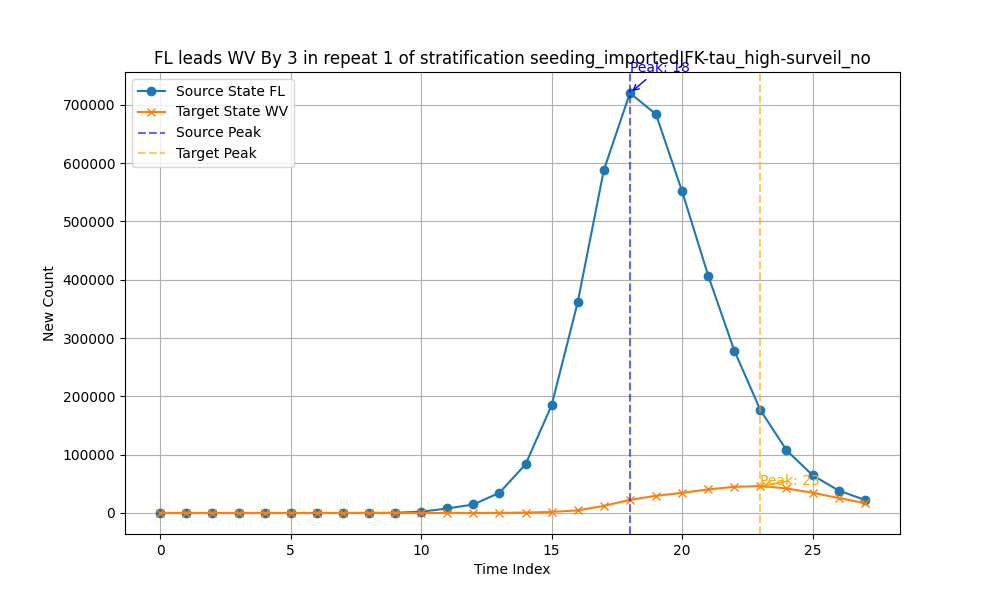 FL leads WV By 3 in repeat 1 of stratification seeding_importedJFK-tau_high-surveil_no
Peak: 18
Source State FL
Target State WV
Source Peak
Target Peak
700000
600000
500000
400000
300000
200000
100000
0
New Count
Peak: 23
0
5
10
15
20
25
Time Index